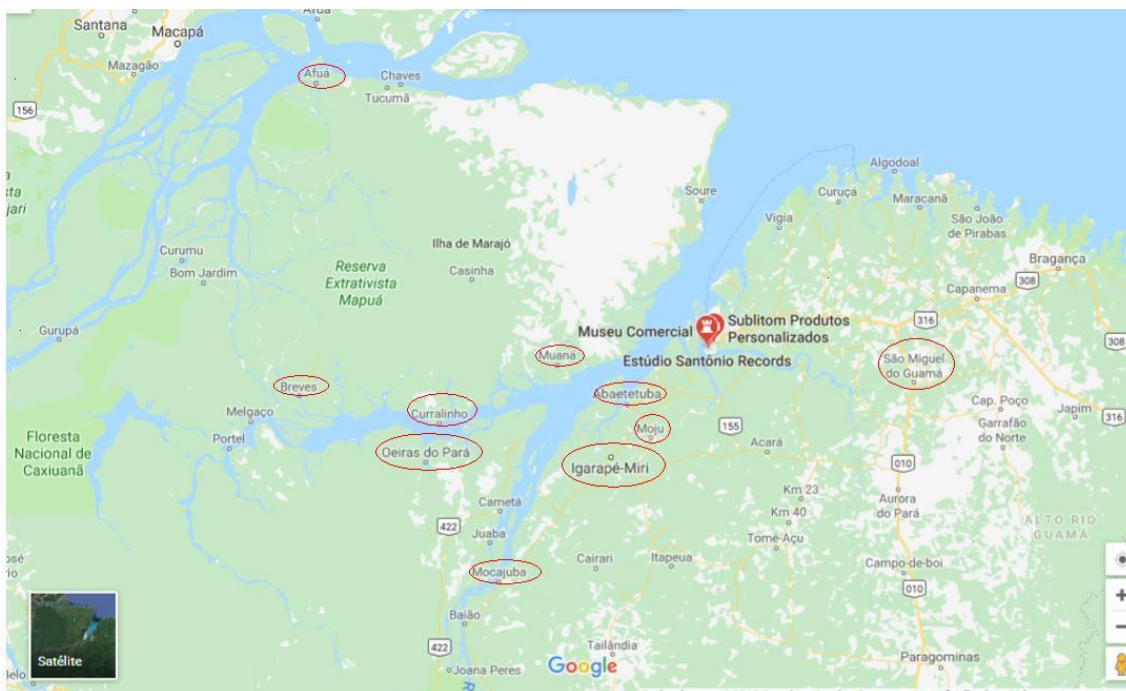 Santana
Macapá
Afuá
Mazagão
Afuá
Chaves
Tucumã
156
Algodoal
Soure
Curuçá
Maracanã
Vigia
São João
de Pirabas
Ilha de Marajó
Curumu
Bom Jardim
Reserva
Extrativista
Mapuá
Casinha
Bragança
308
Capanema
Gurupá
Museu Comercial
Sublitom Produtos
Personalizados
316
308
Estúdio Santônio Records
Muaná
São Miguel
do Guamá
Breves
Abaetetuba
Melgaço
Curralinho
Cap. Poço
Japim
316
Portel
Moju
155
Garrafão
do Norte
Floresta
Nacional de
Caxiuanã
Oeiras do Pará
Acará
Igarapé-Miri
010
Km 23
Cametá
Aurora
do Pará
Km 40
422
Juaba
Tomé-Açu
ALTO RIO
GUAMÁ
Cairari
Itapeua
Campo-de-boi
Mocajuba
010
Baião
422
Tailândia
Satélite
Joana Peres
Google
Paragominas